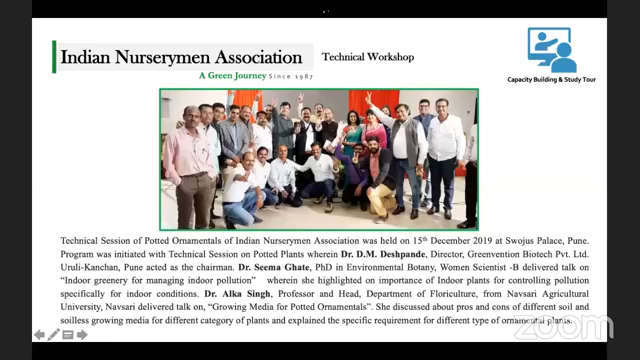 Indian Nurserymen Association
Technical Workshop
A Green Journey Since 1987
Capacity Building & Study Tour
Technical Session of Potted Ornamentals of Indian Nurserymen Association was held on 15th December 2019 at Swojus Palace, Pune.
Program was initiated with Technical Session on Potted Plants wherein Dr. D.M. Deshpande, Director, Greenvention Biotech Pvt. Ltd.
Uruli-Kanchan, Pune acted as the chairman. Dr. Seema Ghate, PhD in Environmental Botany, Women Scientist -B delivered talk on
"Indoor greenery for managing indoor pollution" wherein she highlighted on importance of Indoor plants for controlling pollution
specifically for indoor conditions. Dr. Alka Singh, Professor and Head, Department of Floriculture, from Navsari Agricultural
University, Navsari delivered talk on, "Growing Media for Potted Ornamentals". She discussed about pros and cons of different soil and
soilless growing media for different category of plants and explained the specific requirement for different type of ornamental plants.
zoom